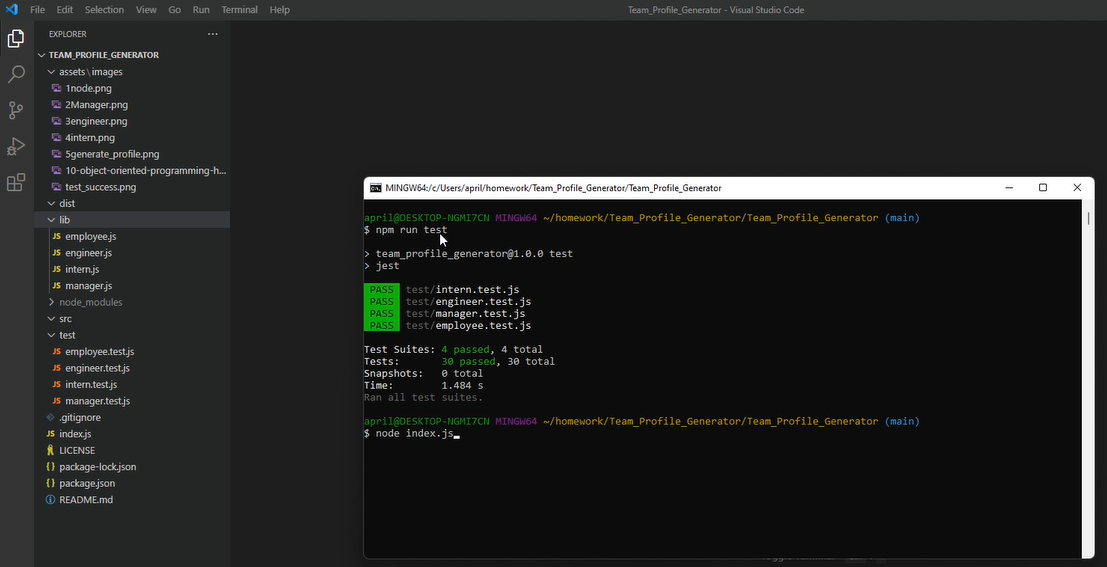 File Edit Selection View Go Run Terminal Help
Team_Profile_Generator - Visual Studio Code
EXPLORER
TEAM_PROFILE_GENERATOR
assets \ images
1node.png
2Manager.png
3engineer.png
4intern.png
5generate_profile.png
10-object-oriented-programming-h...
test_success.png
dist
lib
JS employee.js
JS engineer.js
JS intern.js
JS manager.js
node_modules
src
test
JS employee.test.js
JS engineer.test.js
JS intern.test.js
JS manager.test.js
.gitignore
JS index.js
LICENSE
{} package-lock.json
{} package.json
README.md
MINGW64:/c/Users/april/homework/Team_Profile_Generator/Team_Profile_Generator
april@DESKTOP-NGMI7CN MINGW64 ~/homework/Team_Profile_Generator/Team_Profile_Generator (main)
$ npm run test
> team_profile_generator@1.0.0 test
> jest
PASS test/intern.test.js
PASS test/engineer.test.js
PASS test/manager.test.js
PASS test/employee.test.js
Test Suites: 4 passed, 4 total
Tests: 30 passed, 30 total
Snapshots: 0 total
Time: 1.484 s
Ran all test suites.
april@DESKTOP-NGMI7CN MINGW64 ~/homework/Team_Profile_Generator/Team_Profile_Generator (main)
$ node index.js